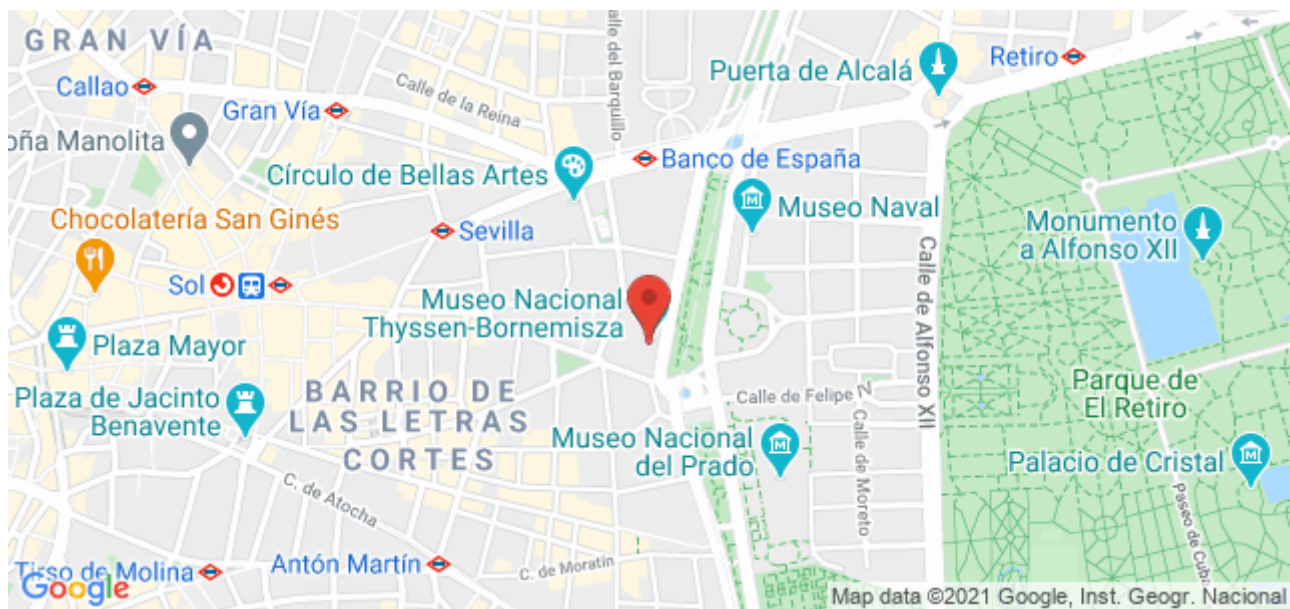 GRAN VÍA
Callao
Gran Vía
Calle de la Reina
Calle del Barquillo
Puerta de Alcalá
Retiro
oña Manolita
Círculo de Bellas Artes
Banco de España
Chocolatería San Ginés
Sevilla
Museo Naval
Monumento
a Alfonso XII
Sol
Museo Nacional
Thyssen-Bornemisza
Calle de Alfonso XII
Plaza Mayor
Plaza de Jacinto
Benavente
BARRIO DE
LAS LETRAS
CORTES
Calle de Felipe
Calle de Moreto
Parque de
El Retiro
Museo Nacional
del Prado
Palacio de Cristal
Paseo de Cuba
C. de Atocha
Tirso de Molina
Antón Martín
C. de Moratín
Google
Map data ©2021 Google, Inst. Geogr. Nacional